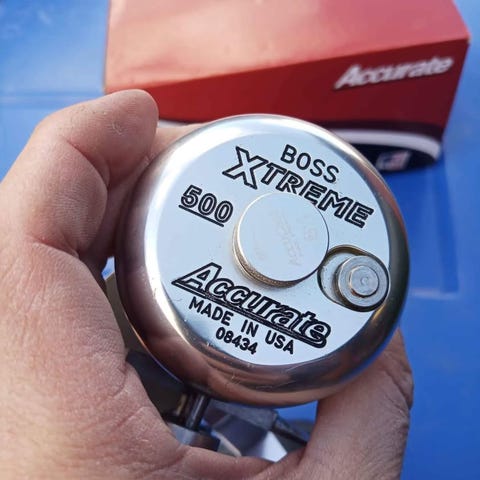 Accurate
BOSS
XTREME
500
Accurate
MADE IN USA
08434